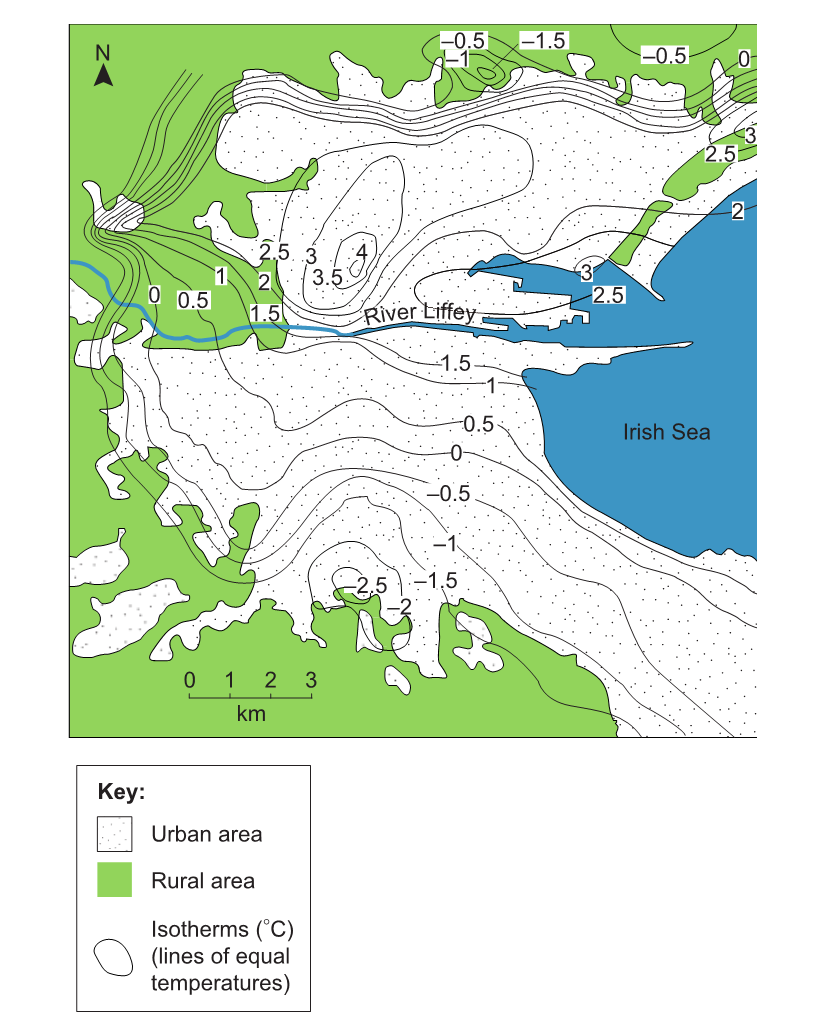 N
–0.5
–1.5
–1
–0.5
0
3
2.5
2
2.5
3
4
3.5
3
2.5
1
2
0
0.5
1.5
River Liffey
1.5
1
0.5
Irish Sea
0
–0.5
–1
–1.5
–2.5
–2
0 1 2 3
km
Key:
Urban area
Rural area
Isotherms (°C)
(lines of equal
temperatures)